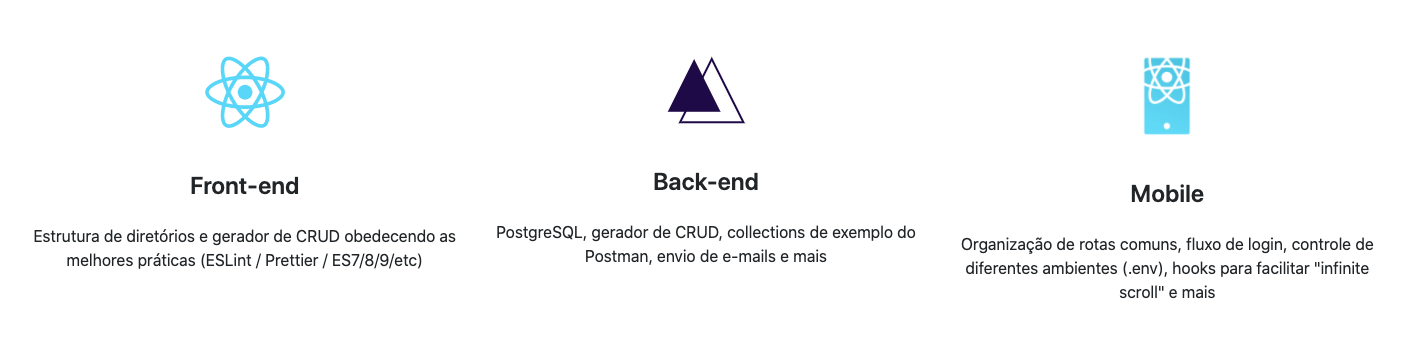 Front-end
Estrutura de diretórios e gerador de CRUD obedecendo as
melhores práticas (ESLint / Prettier / ES7/8/9/etc)
Back-end
PostgreSQL, gerador de CRUD, collections de exemplo do
Postman, envio de e-mails e mais
Mobile
Organização de rotas comuns, fluxo de login, controle de
diferentes ambientes (.env), hooks para facilitar "infinite
scroll" e mais